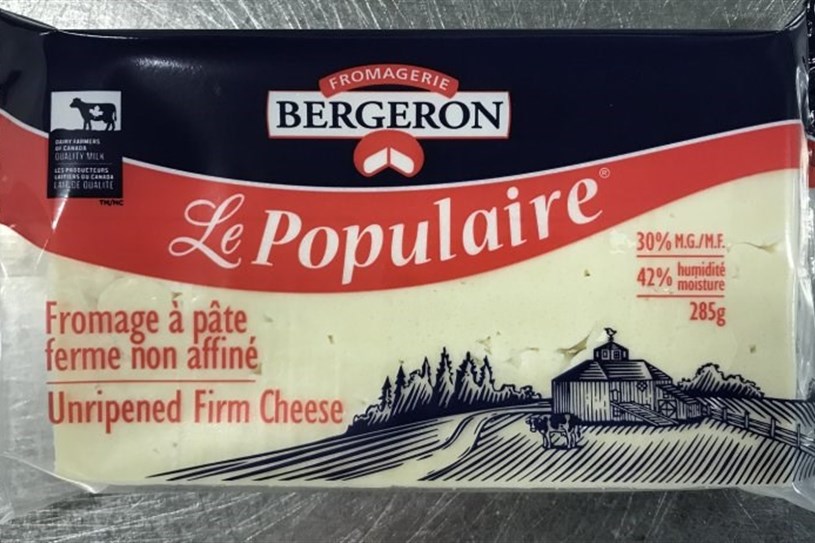 FROMAGERIE
BERGERON
DAIRY FARMERS
OF CANADA
QUALITY MILK
LES PRODUCTEURS
LAITIERS DU CANADA
LAIT DE QUALITÉ
TM/MC
Le Populaire®
30% M.G./M.F.
42% humidité
moisture
285g
Fromage à pâte
ferme non affiné
Unripened Firm Cheese